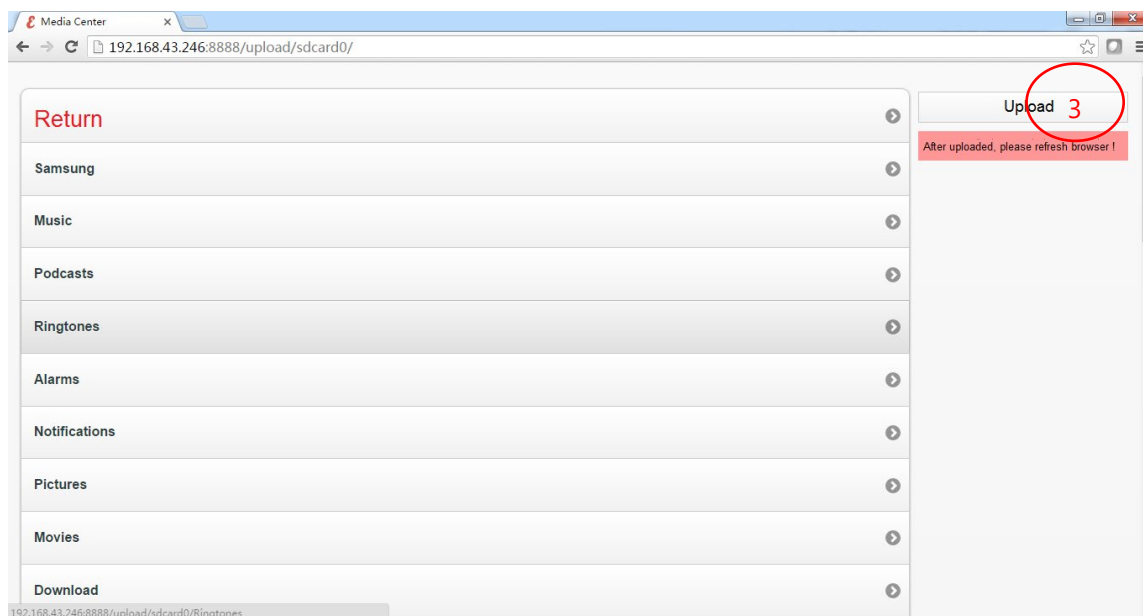 Media Center
192.168.43.246:8888/upload/sdcard0/
Return
Upload 3
After uploaded, please refresh browser !
Samsung
Music
Podcasts
Ringtones
Alarms
Notifications
Pictures
Movies
Download
192.168.43.246:8888/upload/sdcard0/Ringtones